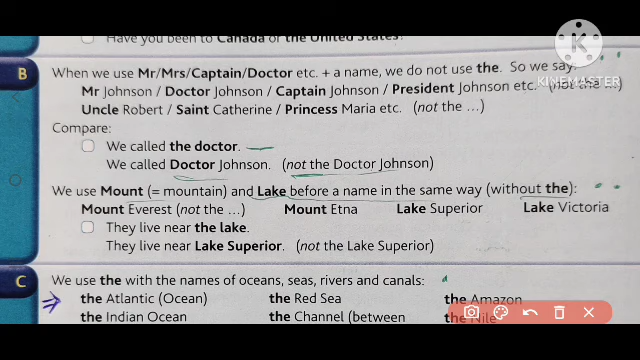 Have you been to Canada or the United States?
B
When we use Mr/Mrs/Captain/Doctor etc. + a name, we do not use the. So we say:
Mr Johnson / Doctor Johnson / Captain Johnson / President Johnson etc. (not the ...)
Uncle Robert / Saint Catherine / Princess Maria etc. (not the ...)
Compare:
We called the doctor.
We called Doctor Johnson. (not the Doctor Johnson)
We use Mount (= mountain) and Lake before a name in the same way (without the):
Mount Everest (not the ...) Mount Etna Lake Superior Lake Victoria
They live near the lake.
They live near Lake Superior. (not the Lake Superior)
C
We use the with the names of oceans, seas, rivers and canals:
the Atlantic (Ocean) the Red Sea the Amazon
the Indian Ocean the Channel (between the Nile
K
KINEMASTER